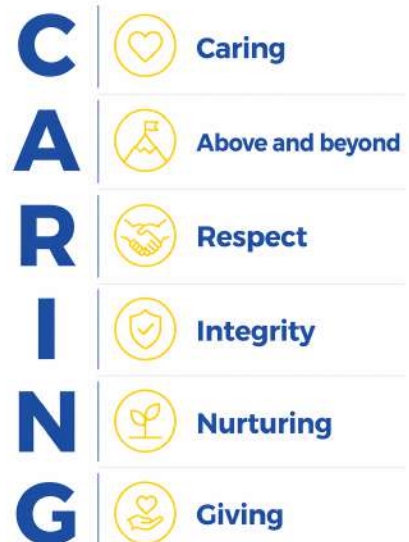 C Caring
A Above and beyond
R Respect
I Integrity
N Nurturing
G Giving